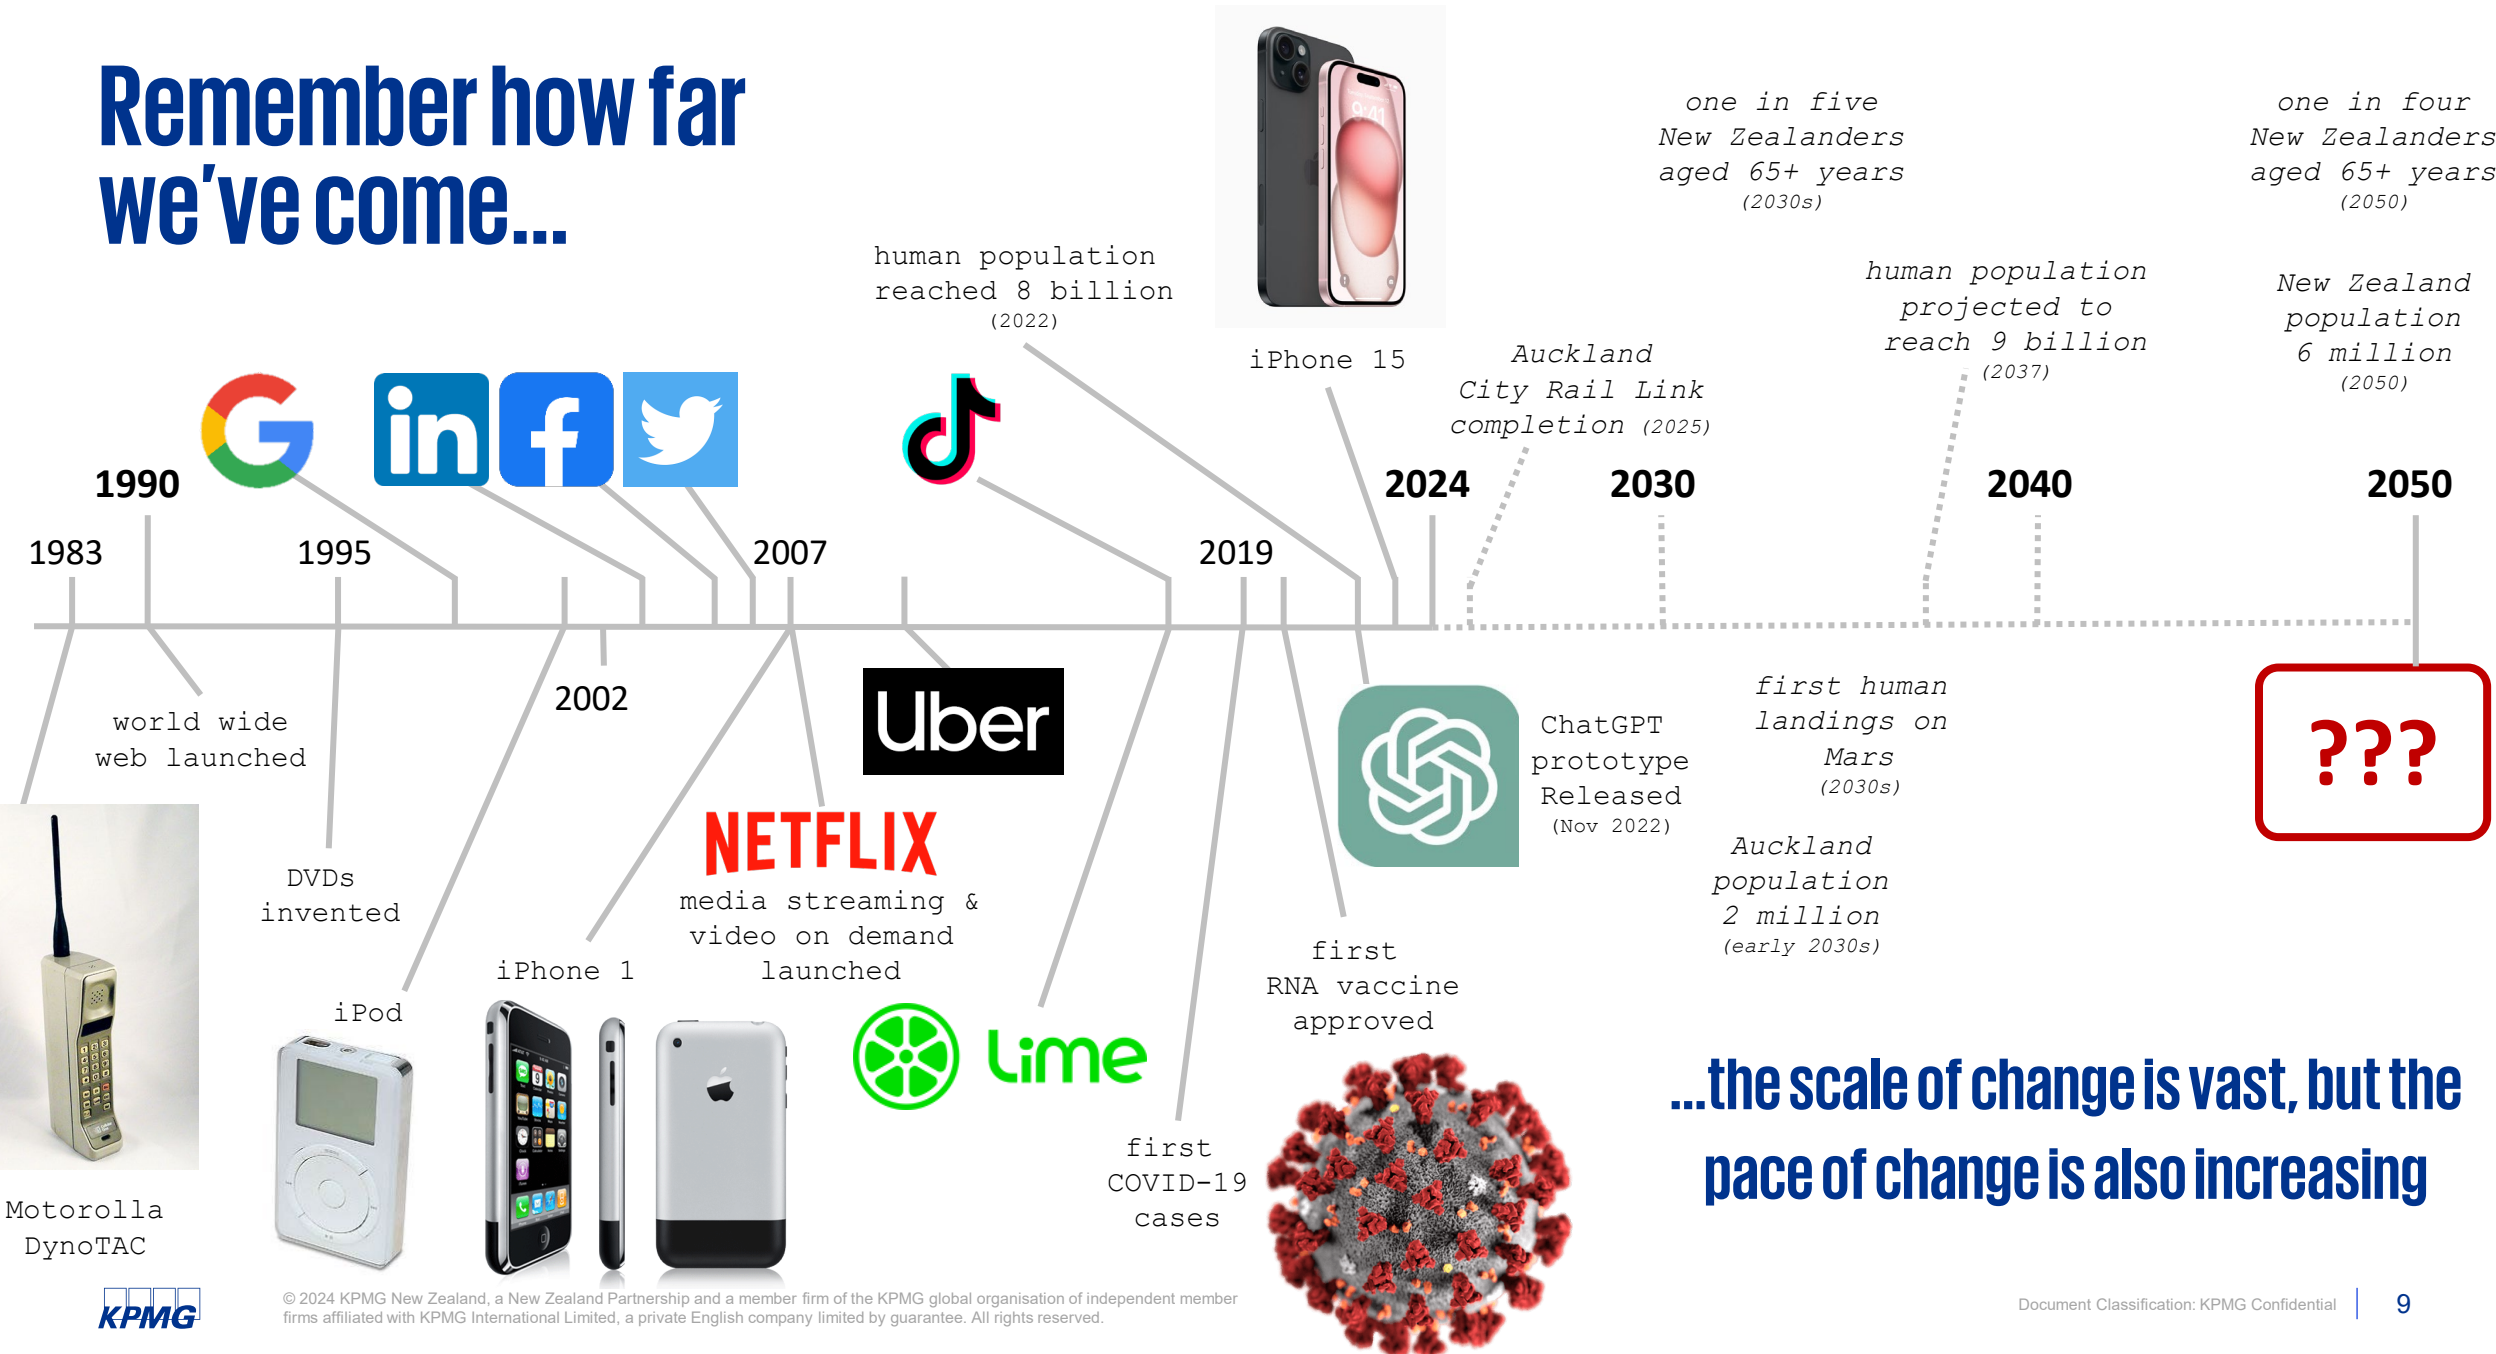 Remember how far
we've come...
human population
reached 8 billion
(2022)
9:41
iPhone 15
one in five
New Zealanders
aged 65+ years
(2030s)
one in four
New Zealanders
aged 65+ years
(2050)
human population
projected to
reach 9 billion
(2037)
New Zealand
population
6 million
(2050)
Auckland
City Rail Link
completion (2025)
in
f
1990
2024
2030
2040
2050
1983
1995
2007
2019
2002
world wide
web launched
Uber
DVDs
invented
NETFLIX
media streaming &
video on demand
launched
iPhone 1
iPod
Lime
ChatGPT
prototype
Released
(Nov 2022)
first human
landings on
Mars
(2030s)
Auckland
population
2 million
(early 2030s)
???
first
RNA vaccine
approved
first
COVID-19
cases
Motorolla
DynoTAC
...the scale of change is vast, but the
pace of change is also increasing
KPMG
© 2024 KPMG New Zealand, a New Zealand Partnership and a member firm of the KPMG global organisation of independent member
firms affiliated with KPMG International Limited, a private English company limited by guarantee. All rights reserved.
Document Classification: KPMG Confidential
9